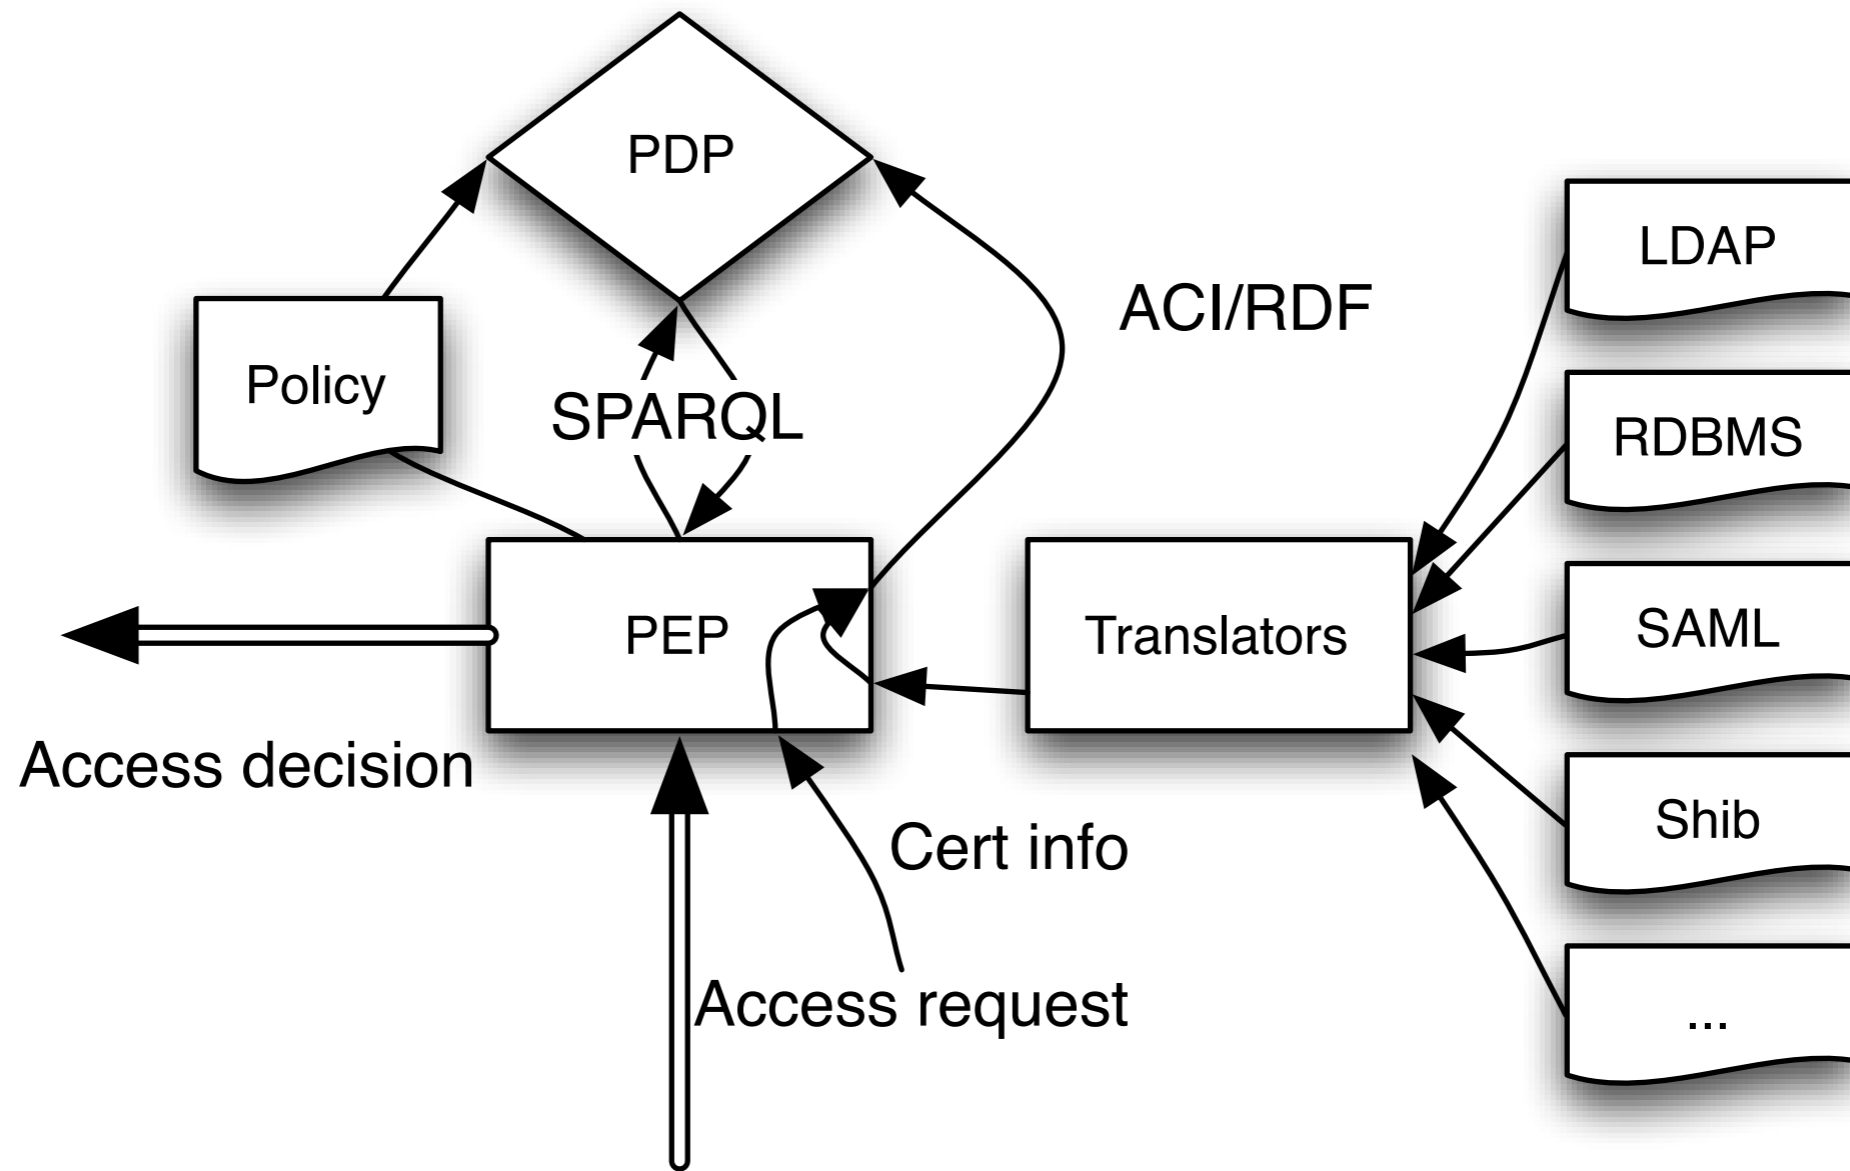 PDP
LDAP
ACI/RDF
Policy
SPARQL
RDBMS
PEP
Translators
SAML
Access decision
Cert info
Shib
Access request
...